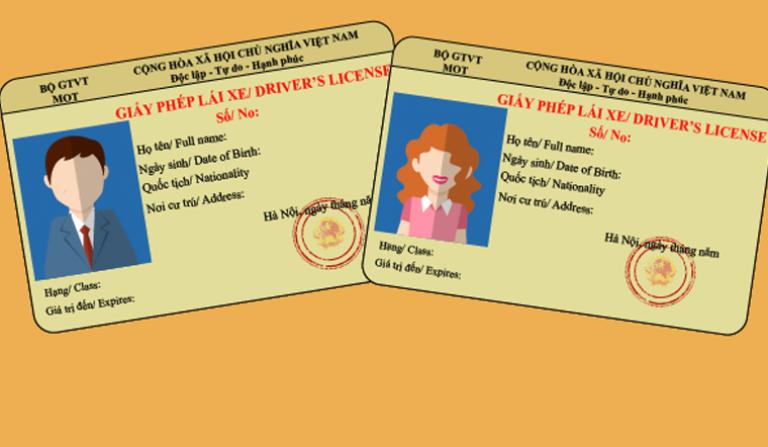 BỘ GTVT
MOT
CỘNG HÒA XÃ HỘI CHỦ NGHĨA VIỆT NAM
Độc lập - Tự do - Hạnh phúc
GIẤY PHÉP LÁI XE/ DRIVER'S LICENSE
Số/ No:
Họ tên/ Full name:
Ngày sinh/ Date of Birth:
Quốc tịch/ Nationality
Nơi cư trú/ Address:
Hà Nội, ngày tháng nă
Hạng/ Class:
Giá trị đến/ Expires:
BỘ GTVT
MOT
CỘNG HÒA XÃ HỘI CHỦ NGHĨA VIỆT NAM
Độc lập - Tự do - Hạnh phúc
GIẤY PHÉP LÁI XE/ DRIVER'S LICENSE
Số/ No:
Họ tên/ Full name:
Ngày sinh/ Date of Birth:
Quốc tịch/ Nationality
Nơi cư trú/ Address:
Hà Nội, ngày tháng năm
Hạng/ Class:
Giá trị đến/ Expires: